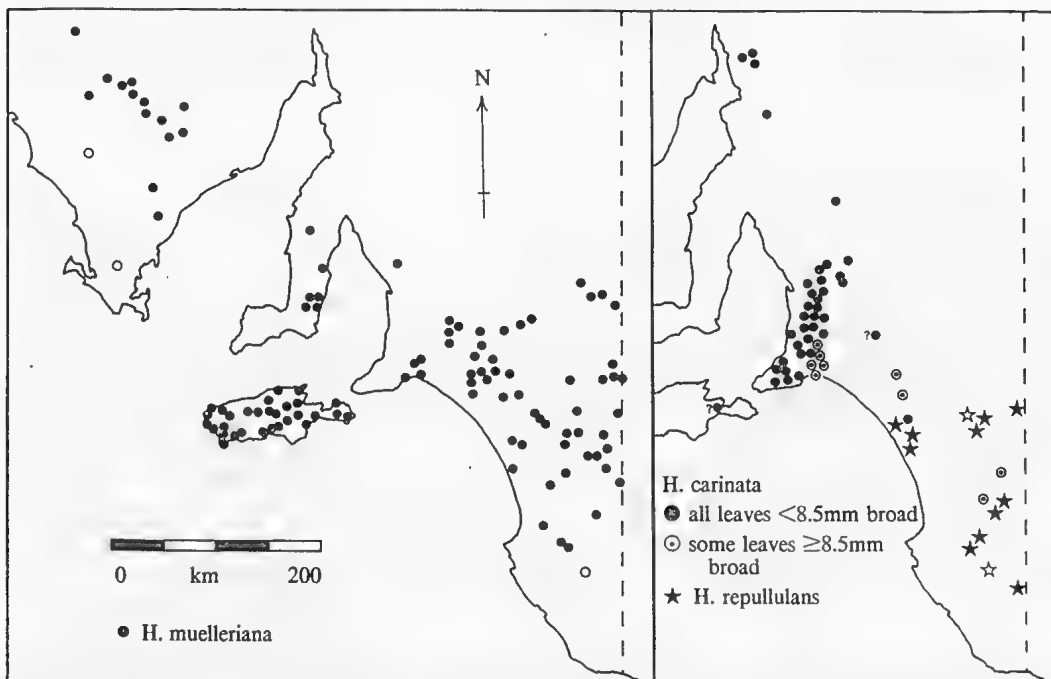 N
0 km 200
H. muelleriana
?
?
H. carinata
all leaves <8.5mm broad
some leaves ≥8.5mm
broad
H. repullulans